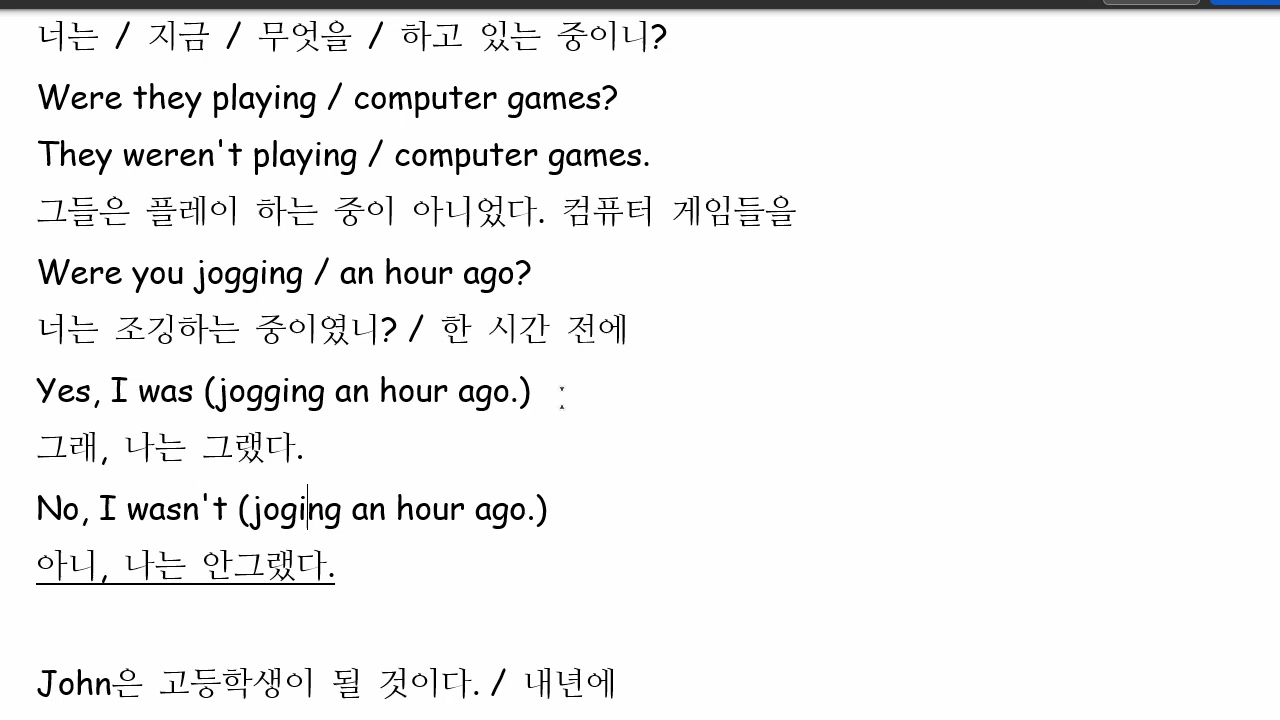 너는 / 지금 / 무엇을 / 하고 있는 중이니?
Were they playing / computer games?
They weren't playing / computer games.
그들은 플레이 하는 중이 아니었다. 컴퓨터 게임들을
Were you jogging / an hour ago?
너는 조깅하는 중이였니? / 한 시간 전에
Yes, I was (jogging an hour ago.)
그래, 나는 그랬다.
No, I wasn't (joging an hour ago.)
아니, 나는 안그랬다.
John은 고등학생이 될 것이다. / 내년에